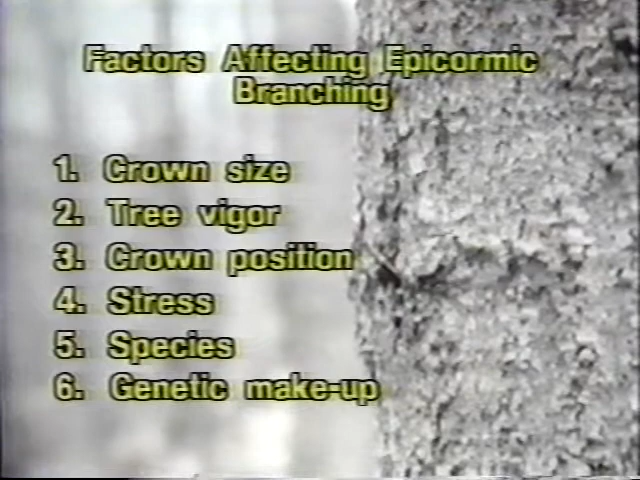 Factors Affecting Epicormic
Branching
1. Crown size
2. Tree vigor
3. Crown position
4. Stress
5. Species
6. Genetic make-up